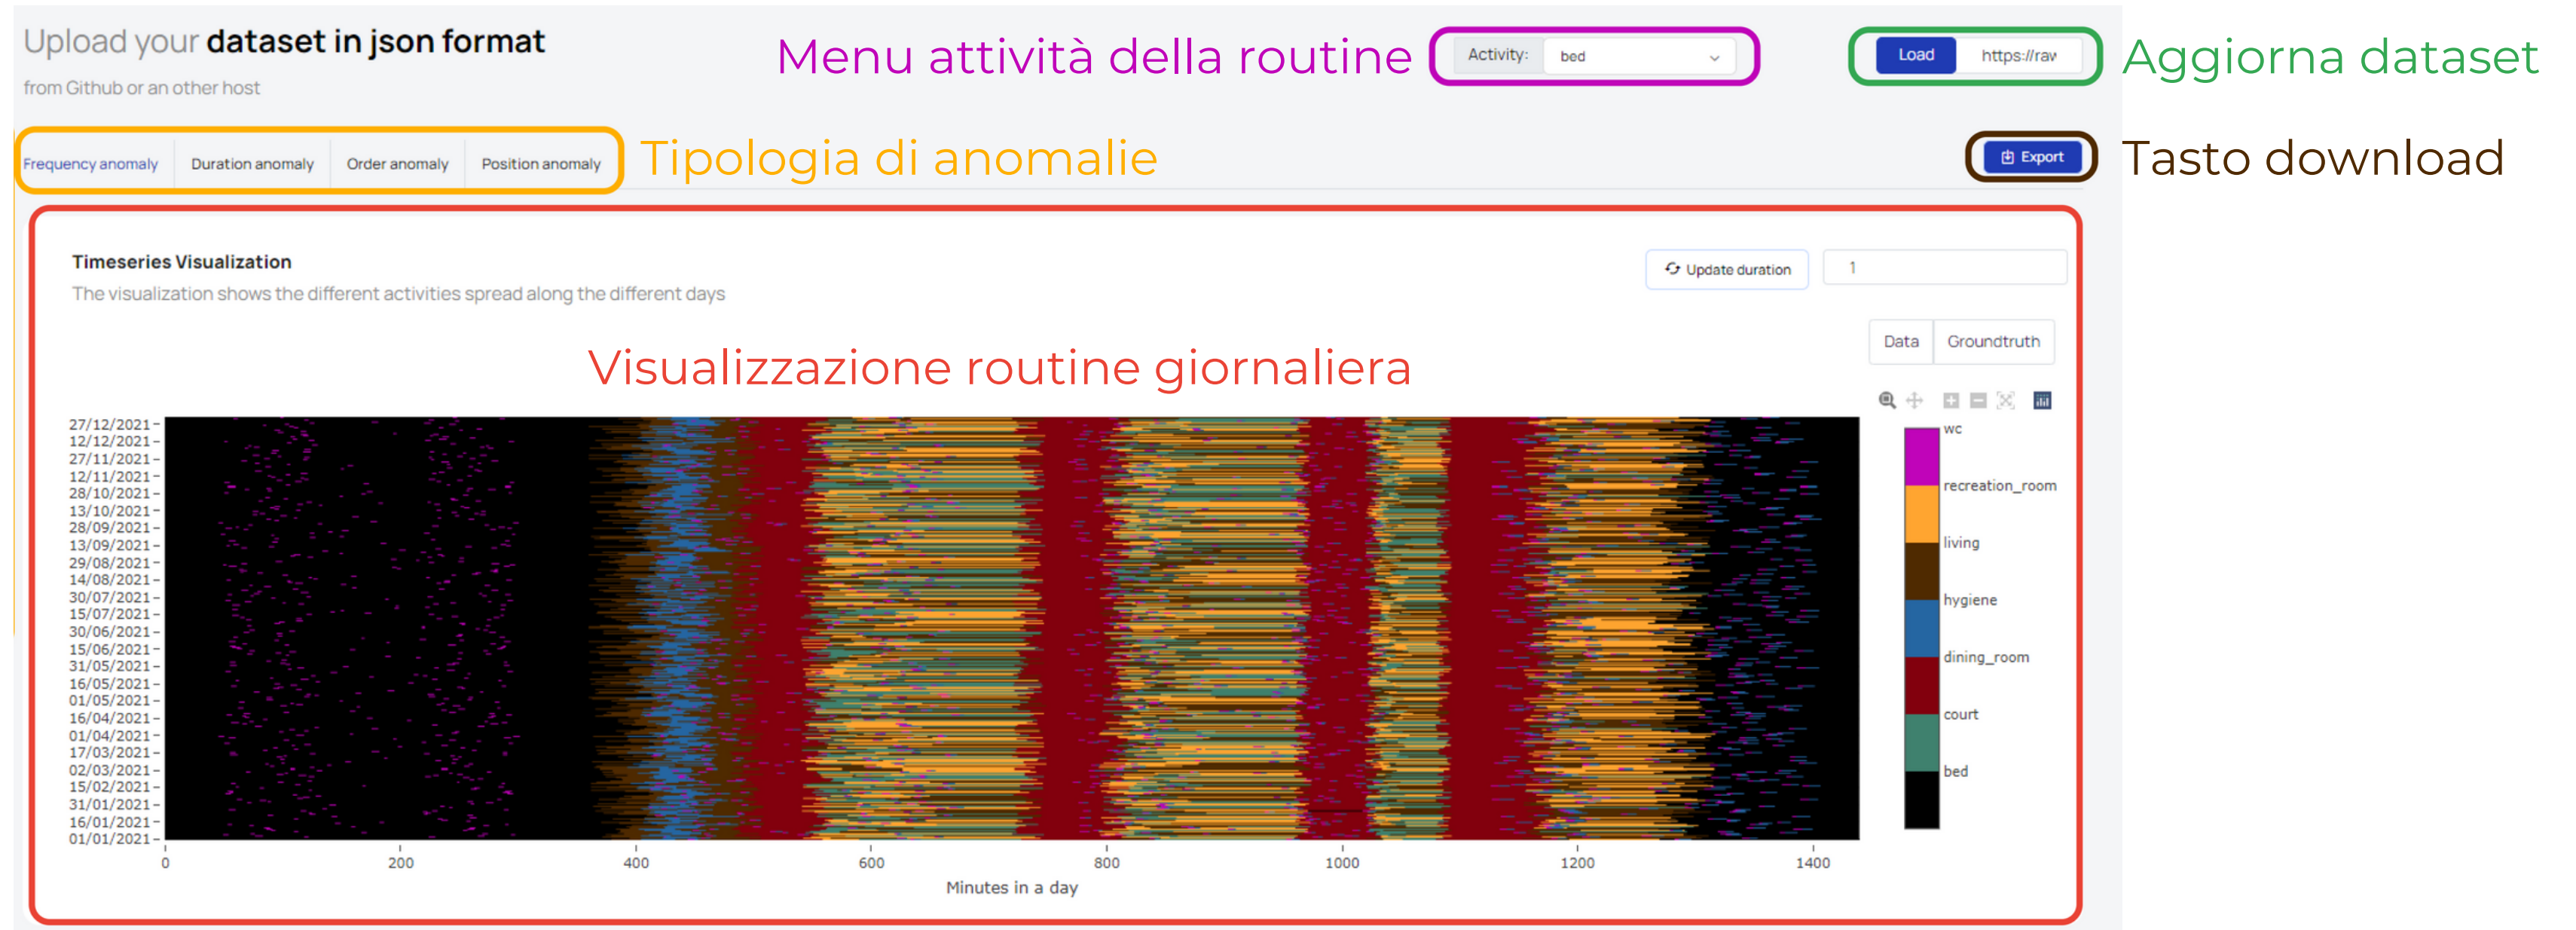 Upload your dataset in json format
from Github or an other host
Menu attività della routine
Activity: bed
Load https://rav
Aggiorna dataset
Frequency anomaly Duration anomaly Order anomaly Position anomaly
Tipologia di anomalie
Export
Tasto download
Timeseries Visualization
The visualization shows the different activities spread along the different days
Update duration 1
Data Groundtruth
Visualizzazione routine giornaliera
27/12/2021
12/12/2021
27/11/2021
12/11/2021
28/10/2021
13/10/2021
28/09/2021
13/09/2021
29/08/2021
14/08/2021
30/07/2021
15/07/2021
30/06/2021
15/06/2021
31/05/2021
16/05/2021
01/05/2021
16/04/2021
01/04/2021
17/03/2021
02/03/2021
15/02/2021
31/01/2021
16/01/2021
01/01/2021
0 200 400 600 800 1000 1200 1400
Minutes in a day
wc
recreation_room
living
hygiene
dining_room
court
bed